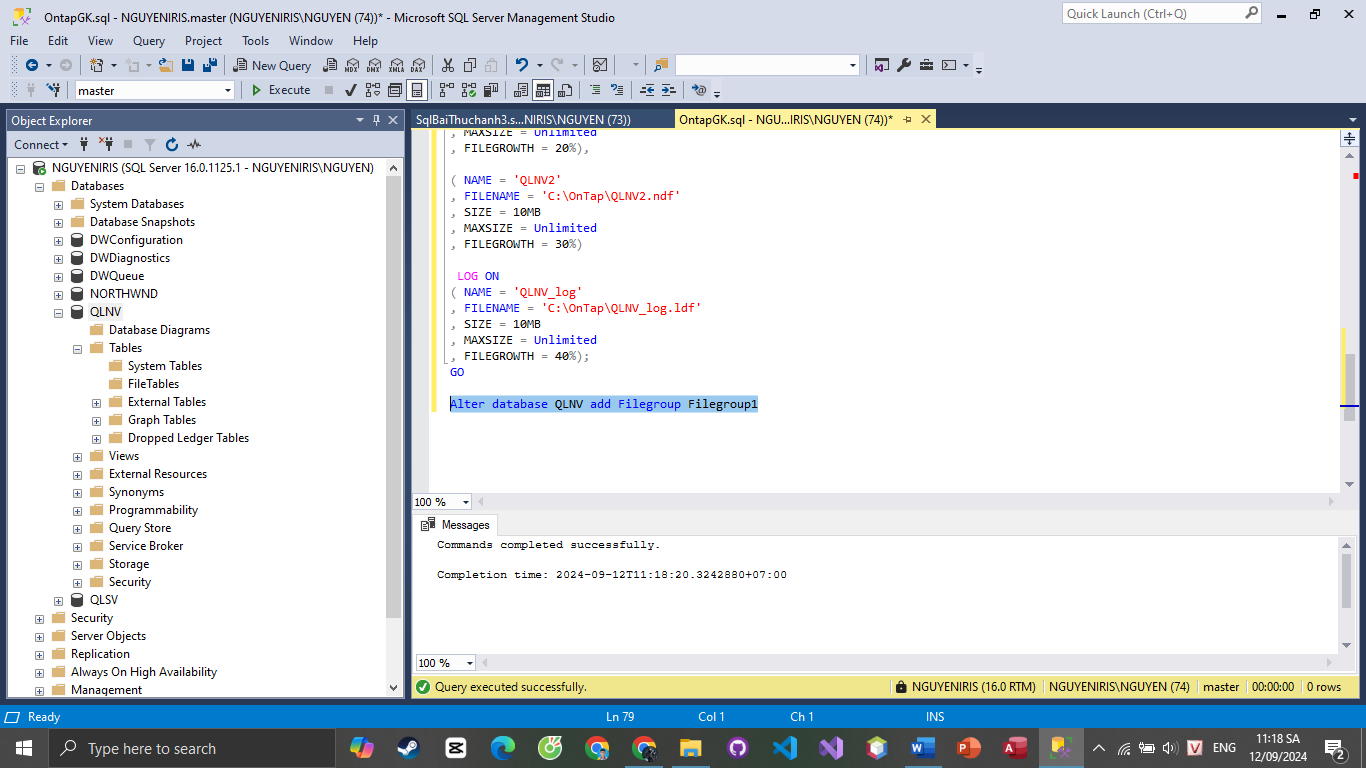 OntapGK.sql - NGUYENIRIS.master (NGUYENIRIS\NGUYEN (74))* - Microsoft SQL Server Management Studio
Quick Launch (Ctrl+Q)
File Edit View Query Project Tools Window Help
New Query MDX DMX XMLA DAX
master Execute
Object Explorer
SqlBaiThuchanh3.s...NIRIS\NGUYEN (73))
OntapGK.sql - NGU...IRIS\NGUYEN (74))*
Connect
NGUYENIRIS (SQL Server 16.0.1125.1 - NGUYENIRIS\NGUYEN)
Databases
System Databases
Database Snapshots
DWConfiguration
DWDiagnostics
DWQueue
NORTHWND
QLNV
Database Diagrams
Tables
System Tables
FileTables
External Tables
Graph Tables
Dropped Ledger Tables
Views
External Resources
Synonyms
Programmability
Query Store
Service Broker
Storage
Security
QLSV
Security
Server Objects
Replication
Always On High Availability
Management
, MAXSIZE = Unlimited
, FILEGROWTH = 20%),
( NAME = 'QLNV2'
, FILENAME = 'C:\OnTap\QLNV2.ndf'
, SIZE = 10MB
, MAXSIZE = Unlimited
, FILEGROWTH = 30%)
LOG ON
( NAME = 'QLNV_log'
, FILENAME = 'C:\OnTap\QLNV_log.ldf'
, SIZE = 10MB
, MAXSIZE = Unlimited
, FILEGROWTH = 40%);
GO
Alter database QLNV add Filegroup Filegroup1
100 %
Messages
Commands completed successfully.
Completion time: 2024-09-12T11:18:20.3242880+07:00
100 %
Query executed successfully.
NGUYENIRIS (16.0 RTM) NGUYENIRIS\NGUYEN (74) master 00:00:00 0 rows
Ready Ln 79 Col 1 Ch 1 INS
Type here to search
ENG
11:18 SA
12/09/2024
2